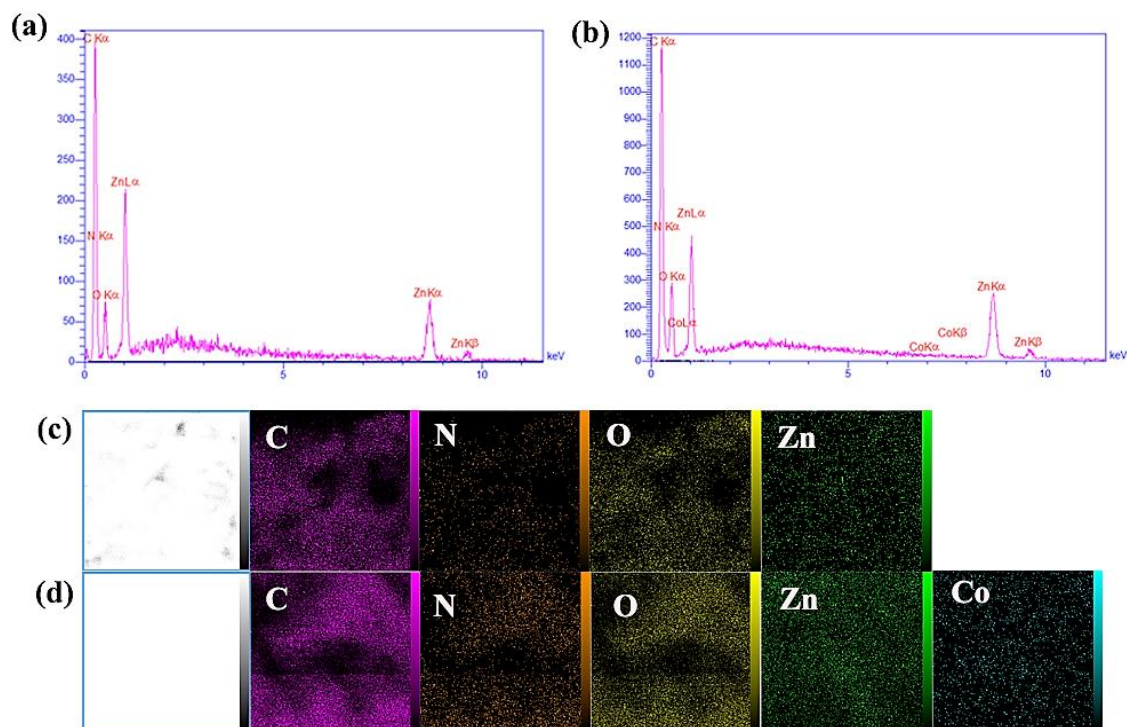 (a)
400
C Kα
350
300
250
ZnLα
200
N Kα
150
100
O Kα
ZnKα
50
ZnKβ
0
0
5
10
keV
(b)
1200
C Kα
1100
1000
900
800
700
600
N Kα
ZnLα
500
400
O Kα
300
ZnKα
200
CoLα
CoKβ
100
CoKα
ZnKβ
0
0
5
10
keV
(c)
C
N
O
Zn
(d)
C
N
O
Zn
Co